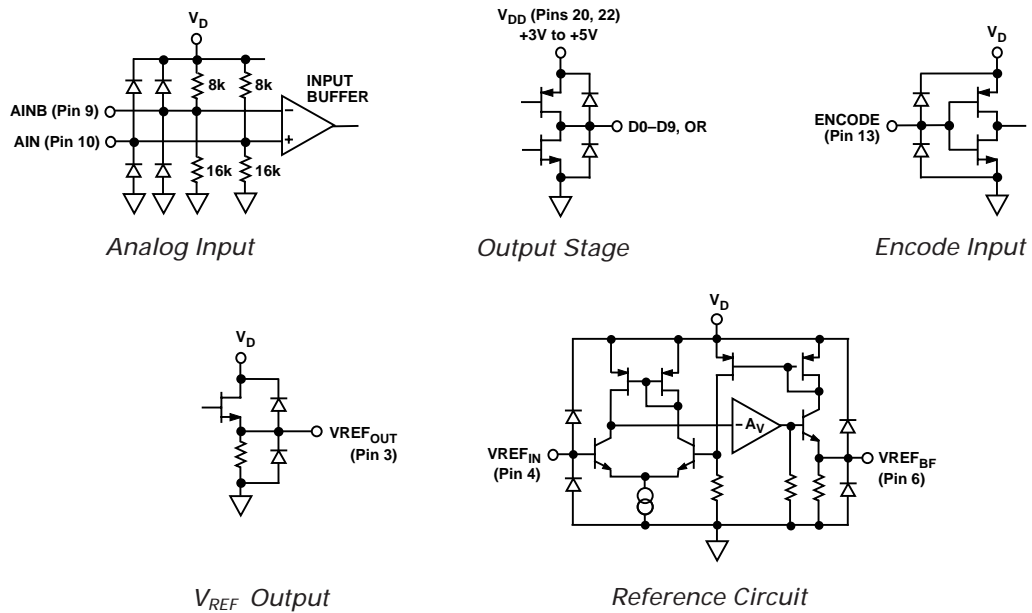 V_D
8k 8k
INPUT
BUFFER
AINB (Pin 9)
−
AIN (Pin 10)
+
16k
16k
Analog Input
V_DD (Pins 20, 22)
+3V to +5V
D0–D9, OR
Output Stage
V_D
ENCODE
(Pin 13)
Encode Input
V_D
VREF_OUT
(Pin 3)
V_REF Output
V_D
−A_V
VREF_IN
(Pin 4)
VREF_BF
(Pin 6)
Reference Circuit